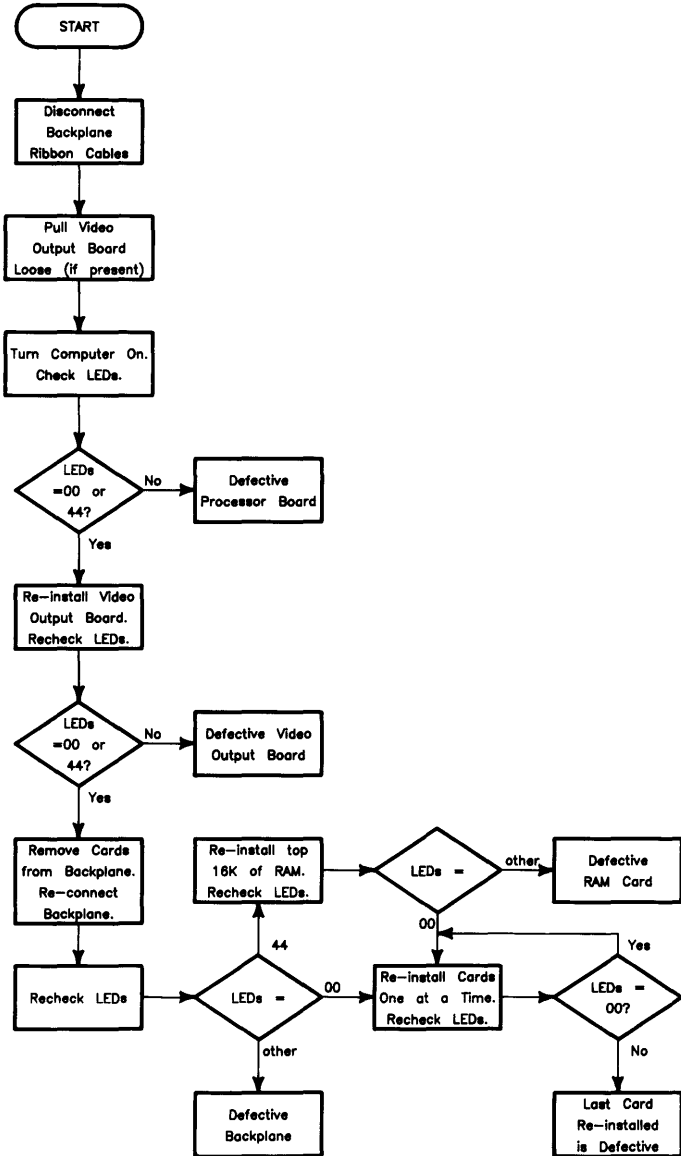 START
Disconnect
Backplane
Ribbon Cables
Pull Video
Output Board
Loose (if present)
Turn Computer On.
Check LEDs.
LEDs
=00 or
44?
No
Defective
Processor Board
Yes
Re-install Video
Output Board.
Recheck LEDs.
LEDs
=00 or
44?
No
Defective Video
Output Board
Yes
Remove Cards
from Backplane.
Re-connect
Backplane.
Recheck LEDs
LEDs =
44
Re-install top
16K of RAM.
Recheck LEDs.
LEDs =
other
Defective
RAM Card
00
00
Re-install Cards
One at a Time.
Recheck LEDs.
LEDs =
00?
Yes
No
Last Card
Re-installed
is Defective
other
Defective
Backplane